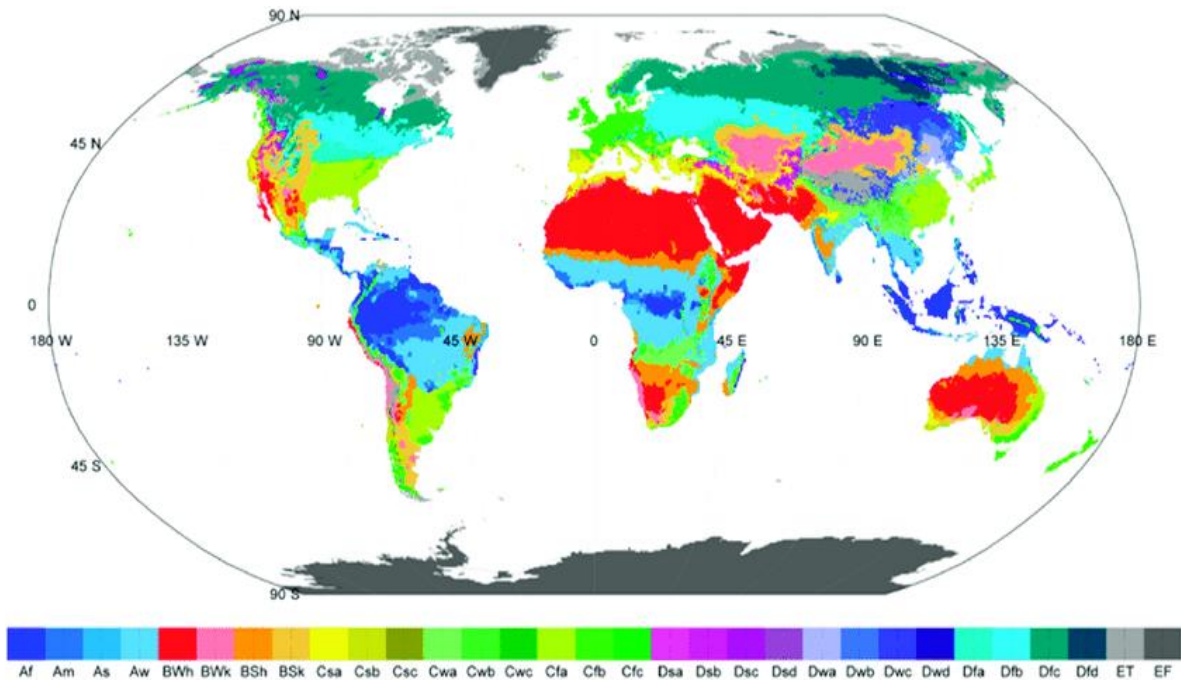 90 N
45 N
0
180 W 135 W 90 W 45 W 0 45 E 90 E 135 E 180 E
45 S
90 S
Af Am As Aw BWh BWk BSh BSk Csa Csb Csc Cwa Cwb Cwc Cfa Cfb Cfc Dsa Dsb Dsc Dsd Dwa Dwb Dwc Dwd Dfa Dfb Dfc Dfd ET EF